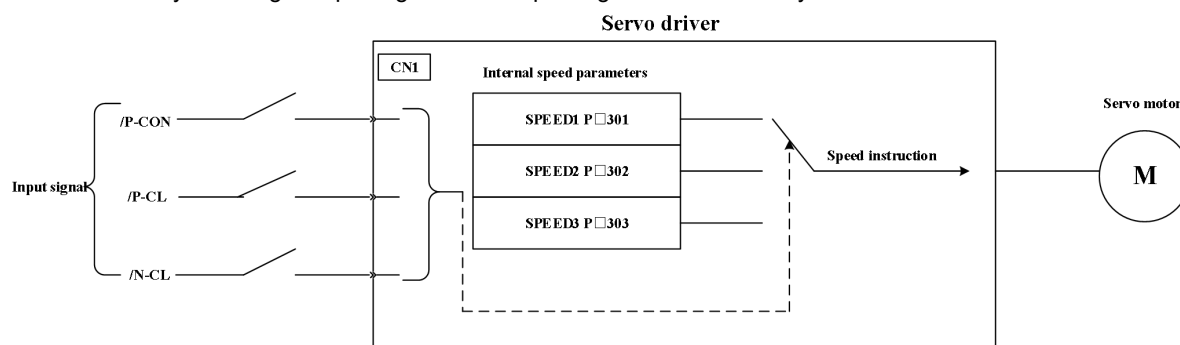 Servo driver
CN1
Internal speed parameters
Servo motor
/P-CON
SPEED1 P□301
Speed instruction
SPEED2 P□302
M
Input signal
/P-CL
SPEED3 P□303
/N-CL